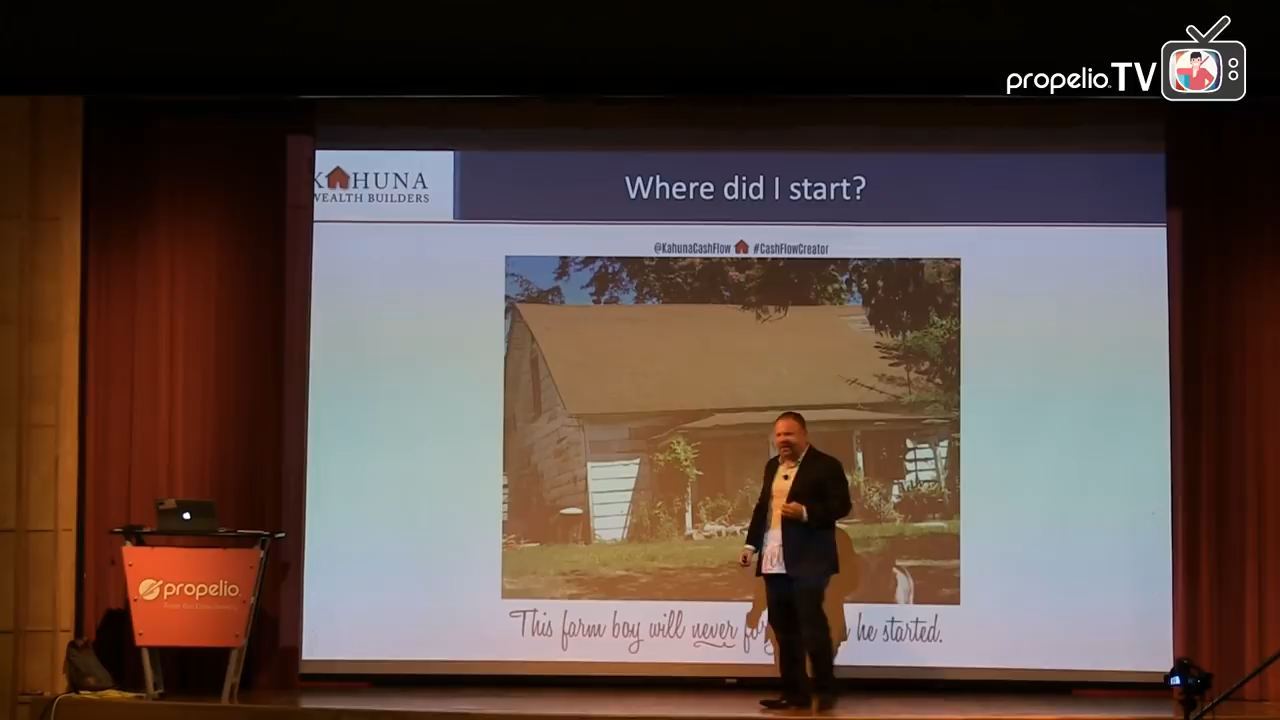 propelio TV
KAHUNA
WEALTH BUILDERS
Where did I start?
@KahunaCashFlow #CashFlowCreator
This farm boy will never he started.
propelio